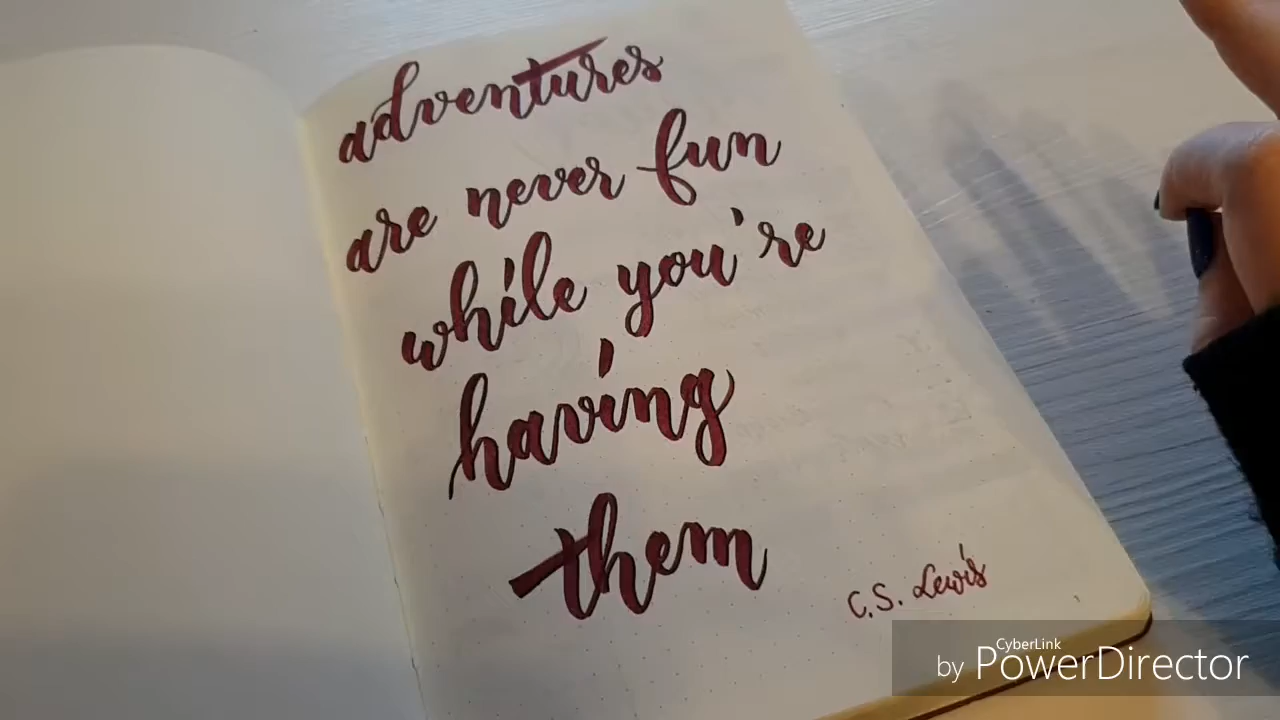 adventures
are never fun
while you're
having
them
C.S. Lewis
CyberLink
by PowerDirector